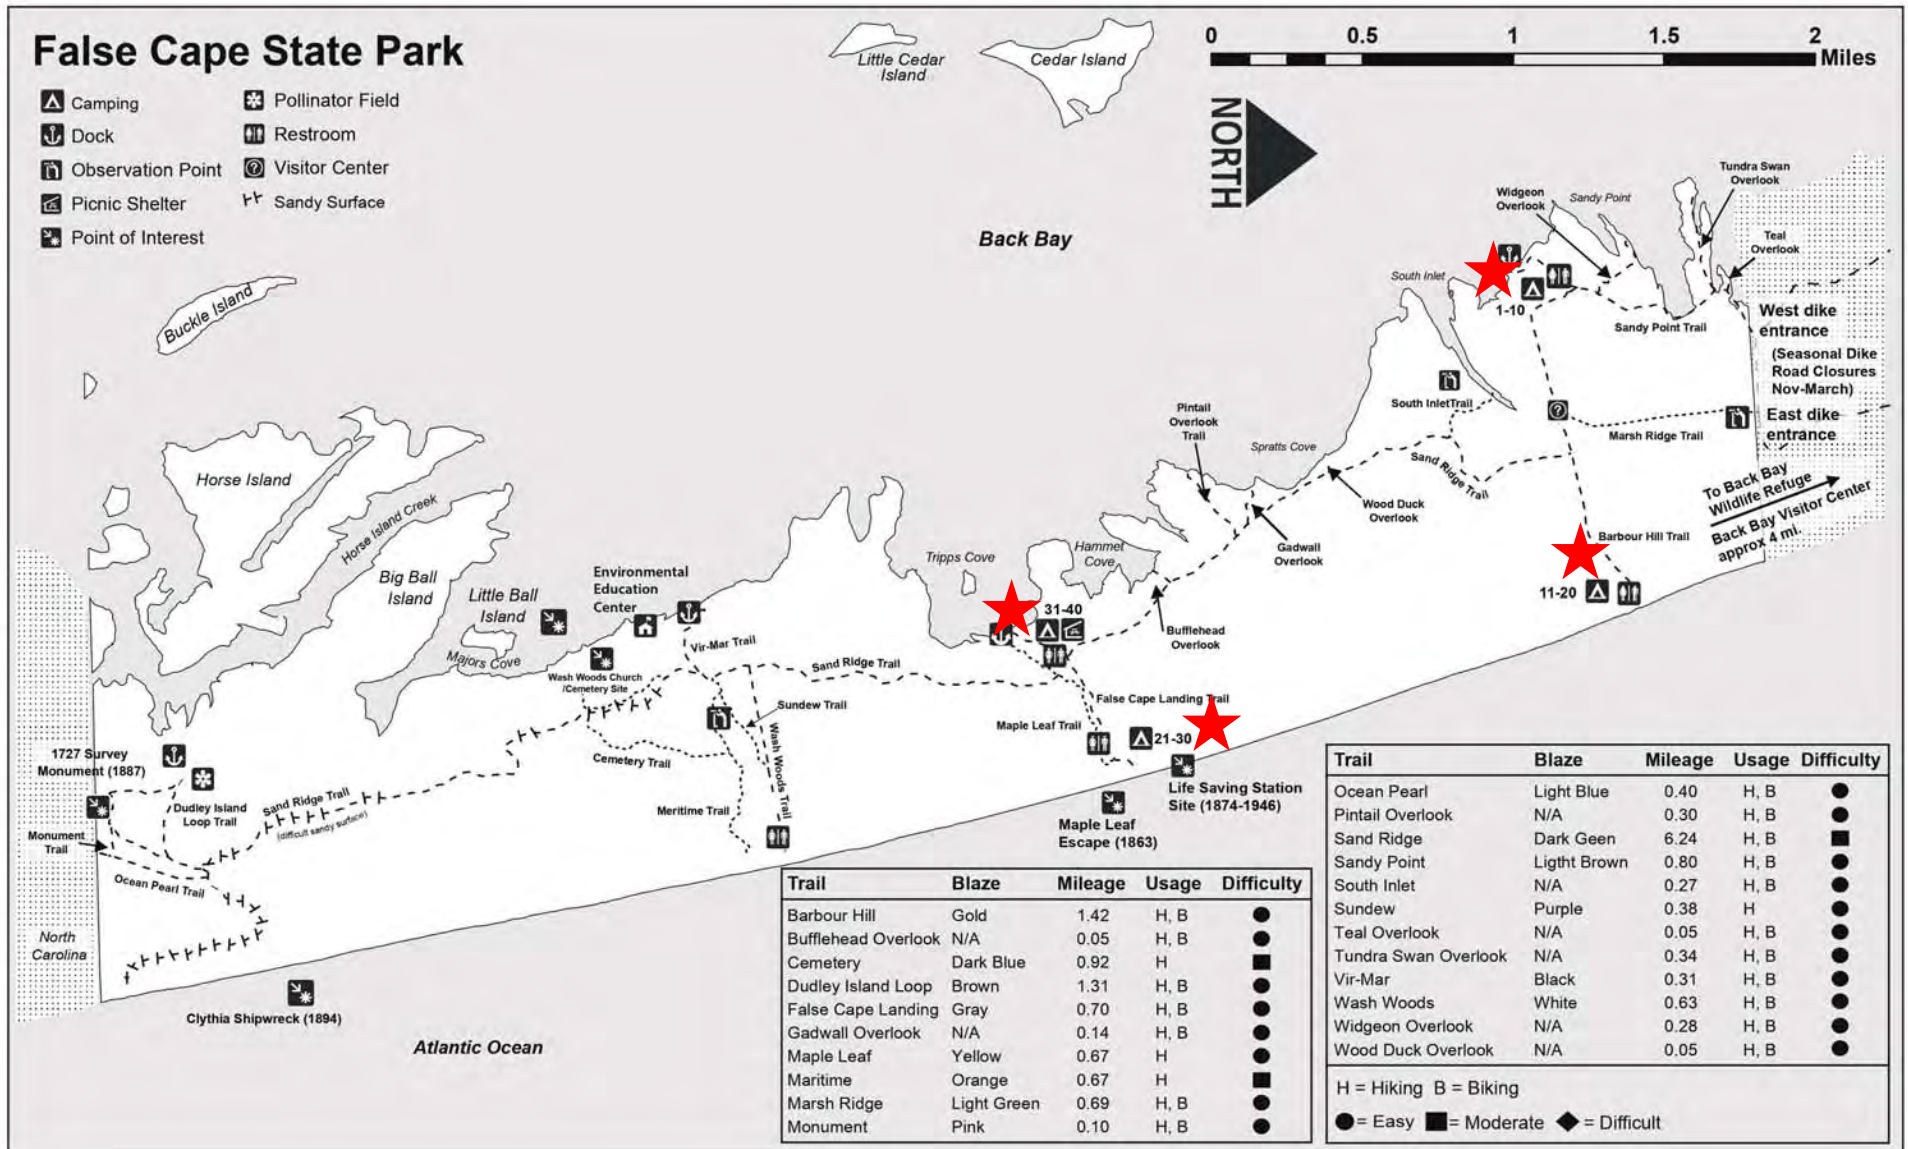 False Cape State Park
Camping
Dock
Observation Point
Picnic Shelter
Point of Interest
Pollinator Field
Restroom
Visitor Center
Sandy Surface
Little Cedar
Island
Cedar Island
0 0.5 1 1.5 2
Miles
NORTH
Back Bay
Buckle Island
Tundra Swan
Overlook
Widgeon
Overlook
Sandy Point
Teal
Overlook
South Inlet
1-10
Sandy Point Trail
West dike
entrance
(Seasonal Dike
Road Closures
Nov-March)
East dike
entrance
South InletTrail
Marsh Ridge Trail
Pintail
Overlook
Trail
Spratts Cove
Sand Ridge Trail
Wood Duck
Overlook
To Back Bay
Wildlife Refuge
Back Bay Visitor Center
approx 4 mi.
Gadwall
Overlook
Barbour Hill Trail
11-20
Horse Island
Horse Island Creek
Big Ball
Island
Little Ball
Island
Majors Cove
Environmental
Education
Center
Tripps Cove
Hammet
Cove
31-40
Bufflehead
Overlook
Vir-Mar Trail
Sand Ridge Trail
Wash Woods Church
/Cemetery Site
Sundew Trail
False Cape Landing Trail
Maple Leaf Trail
21-30
Wash Woods Trail
Cemetery Trail
Meritime Trail
Life Saving Station
Site (1874-1946)
Maple Leaf
Escape (1863)
1727 Survey
Monument (1887)
Dudley Island
Loop Trail
Sand Ridge Trail
(difficult sandy surface)
Monument
Trail
Ocean Pearl Trail
North
Carolina
Clythia Shipwreck (1894)
Atlantic Ocean
Trail Blaze Mileage Usage Difficulty
Barbour Hill Gold 1.42 H, B
Bufflehead Overlook N/A 0.05 H, B
Cemetery Dark Blue 0.92 H
Dudley Island Loop Brown 1.31 H, B
False Cape Landing Gray 0.70 H, B
Gadwall Overlook N/A 0.14 H, B
Maple Leaf Yellow 0.67 H
Maritime Orange 0.67 H
Marsh Ridge Light Green 0.69 H, B
Monument Pink 0.10 H, B
Trail Blaze Mileage Usage Difficulty
Ocean Pearl Light Blue 0.40 H, B
Pintail Overlook N/A 0.30 H, B
Sand Ridge Dark Geen 6.24 H, B
Sandy Point Ligtht Brown 0.80 H, B
South Inlet N/A 0.27 H, B
Sundew Purple 0.38 H
Teal Overlook N/A 0.05 H, B
Tundra Swan Overlook N/A 0.34 H, B
Vir-Mar Black 0.31 H, B
Wash Woods White 0.63 H, B
Widgeon Overlook N/A 0.28 H, B
Wood Duck Overlook N/A 0.05 H, B
H = Hiking B = Biking
= Easy = Moderate = Difficult